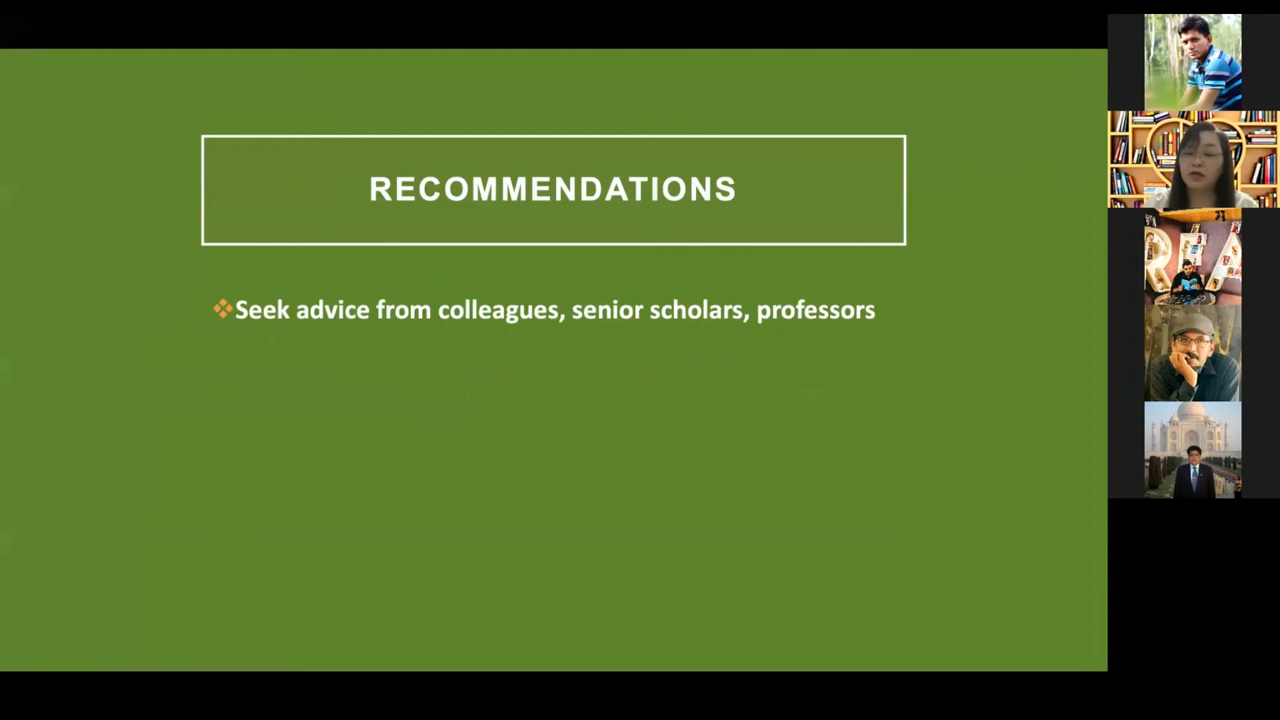 RECOMMENDATIONS
❖Seek advice from colleagues, senior scholars, professors